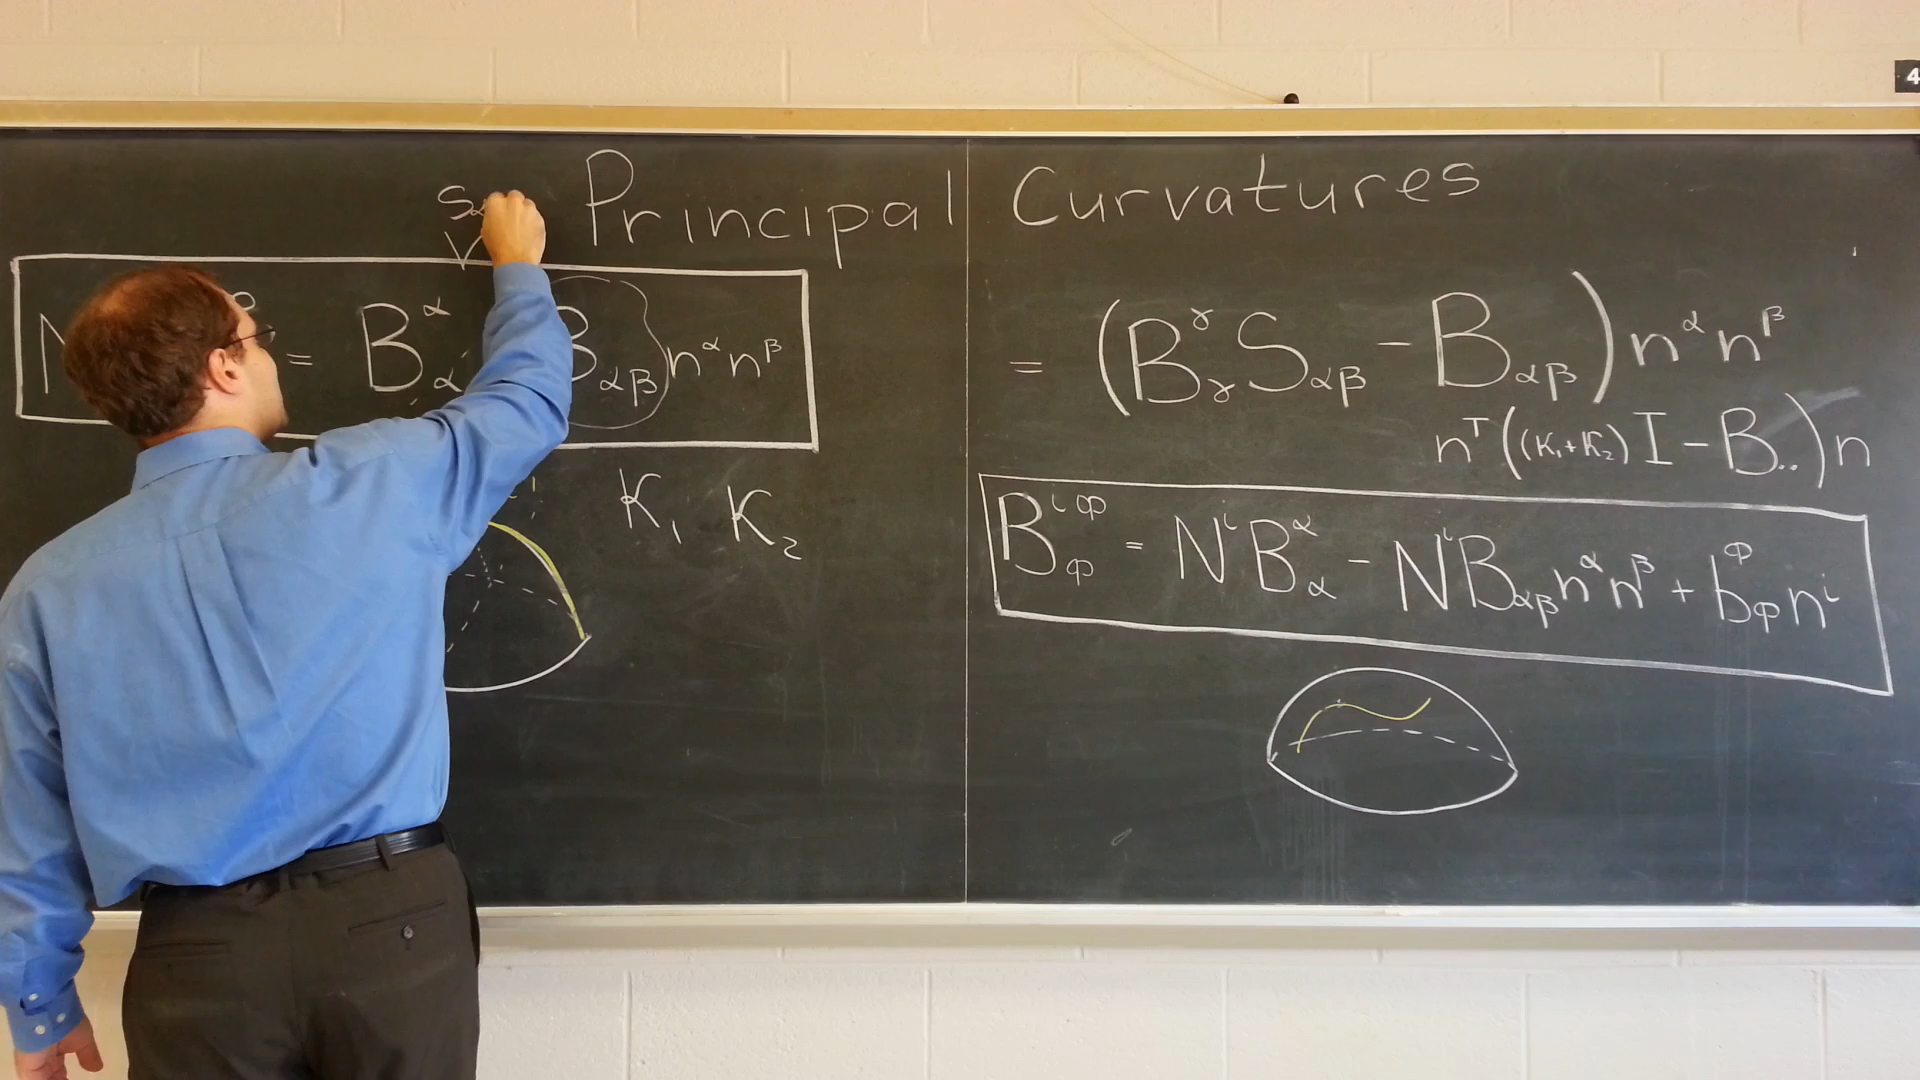 Principal Curvatures
S
V
= B^α_α B_αβ n^α n^β
K₁ K₂
= (B^γ_γ S_αβ - B_αβ) n^α n^β
n^T ((K₁+K₂) I - B..) n
B^iΦ_Φ = N^i B^α_α - N^i B_αβ n^α n^β + b^Φ_Φ n^i
4